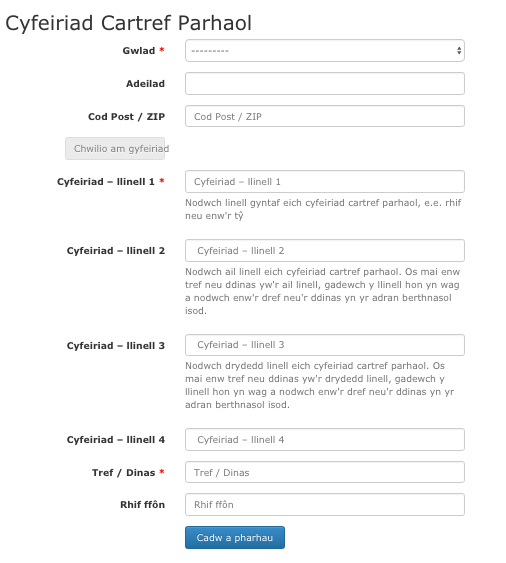 Cyfeiriad Cartref Parhaol
Gwlad *
---------
Adeilad
Cod Post / ZIP
Cod Post / ZIP
Chwilio am gyfeiriad
Cyfeiriad – llinell 1 *
Cyfeiriad – llinell 1
Nodwch linell gyntaf eich cyfeiriad cartref parhaol, e.e. rhif
neu enw'r tŷ
Cyfeiriad – llinell 2
Cyfeiriad – llinell 2
Nodwch ail linell eich cyfeiriad cartref parhaol. Os mai enw
tref neu ddinas yw'r ail linell, gadewch y llinell hon yn wag
a nodwch enw'r dref neu'r ddinas yn yr adran berthnasol
isod.
Cyfeiriad – llinell 3
Cyfeiriad – llinell 3
Nodwch drydedd linell eich cyfeiriad cartref parhaol. Os
mai enw tref neu ddinas yw'r drydedd linell, gadewch y
llinell hon yn wag a nodwch enw'r dref neu'r ddinas yn yr
adran berthnasol isod.
Cyfeiriad – llinell 4
Cyfeiriad – llinell 4
Tref / Dinas *
Tref / Dinas
Rhif ffôn
Rhif ffôn
Cadw a pharhau